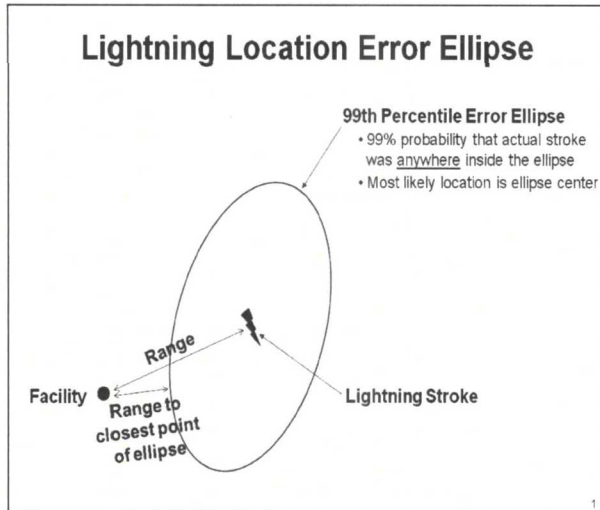 Lightning Location Error Ellipse
99th Percentile Error Ellipse
• 99% probability that actual stroke
was anywhere inside the ellipse
• Most likely location is ellipse center
Range
Facility
Range to
closest point
of ellipse
Lightning Stroke
1